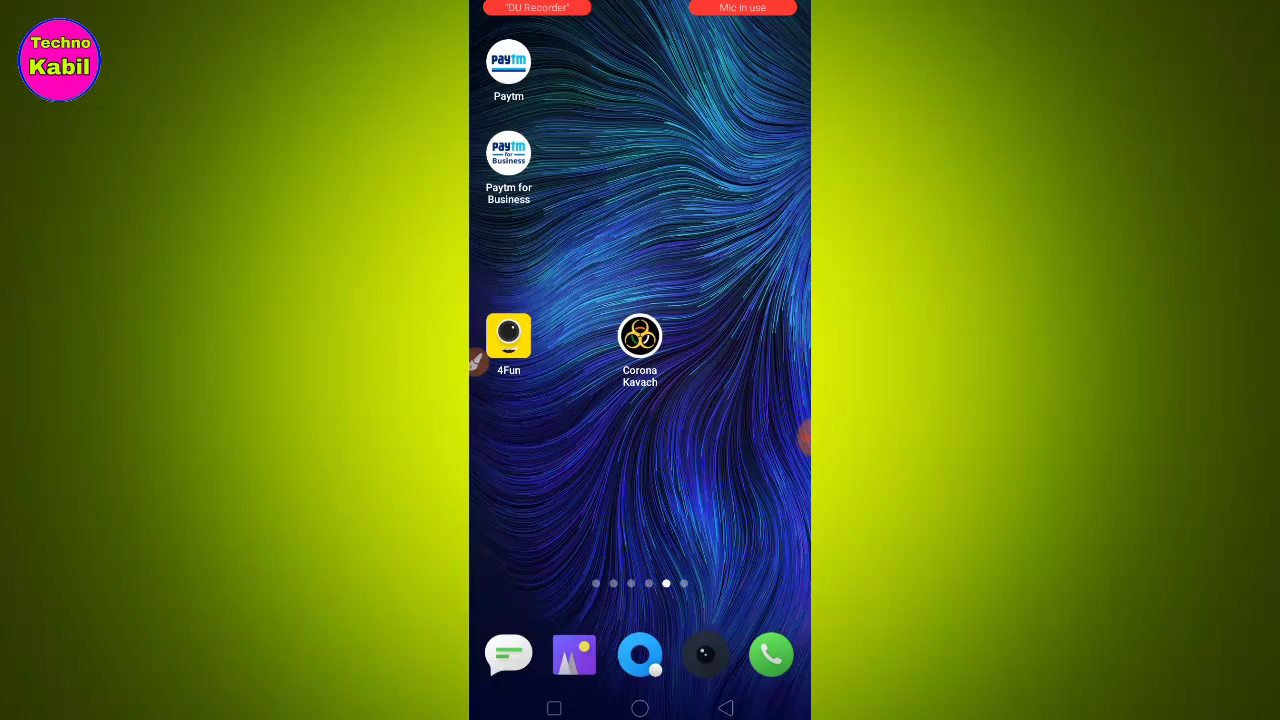 Techno
Kabil
"DU Recorder"
Mic in use
paytm
Paytm
paytm
for
Business
Paytm for
Business
4Fun
Corona
Kavach